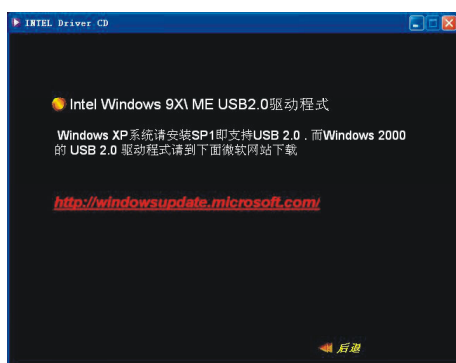 INTEL Driver CD
Intel Windows 9X\ ME USB2.0驱动程式
Windows XP系统请安装SP1即支持USB 2.0 . 而Windows 2000
的 USB 2.0 驱动程式请到下面微软网站下载
http://windowsupdate.microsoft.com/
后退